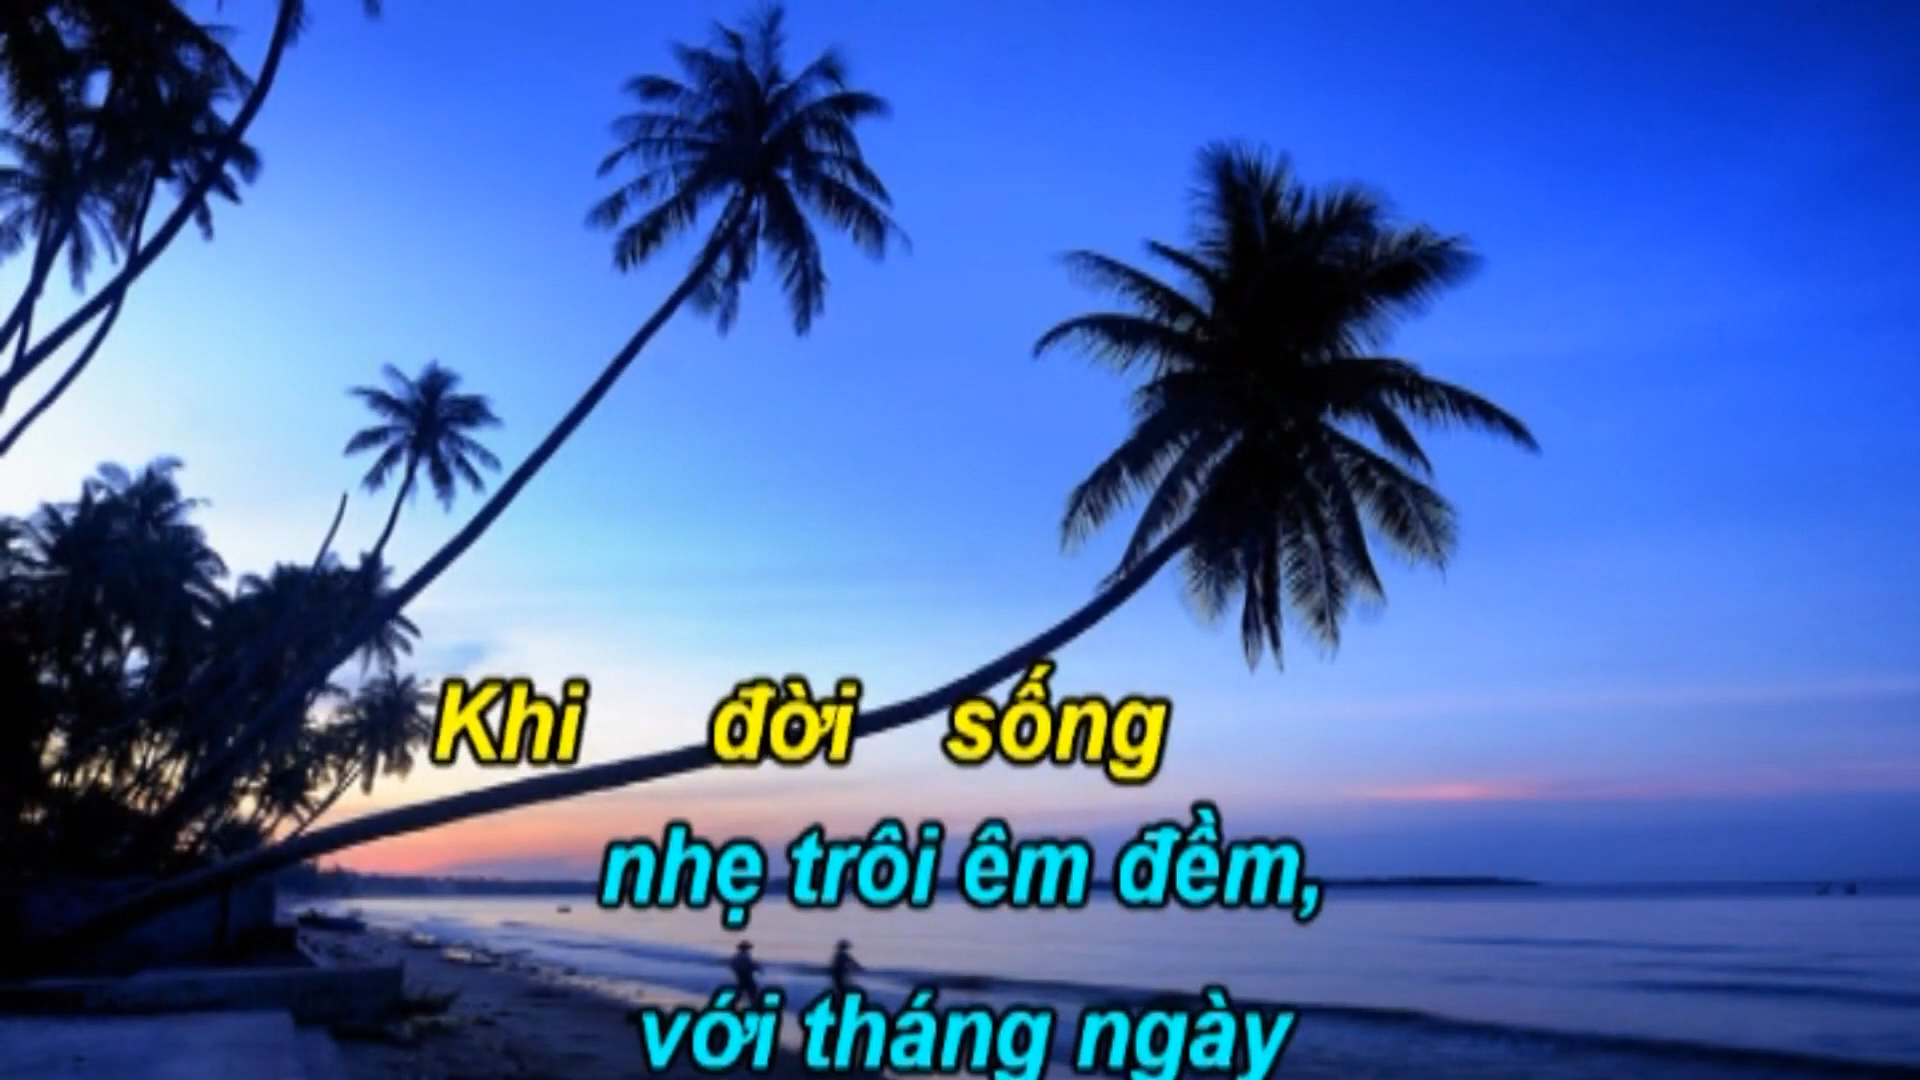 Khi đời sống
nhẹ trôi êm đềm,
với tháng ngày